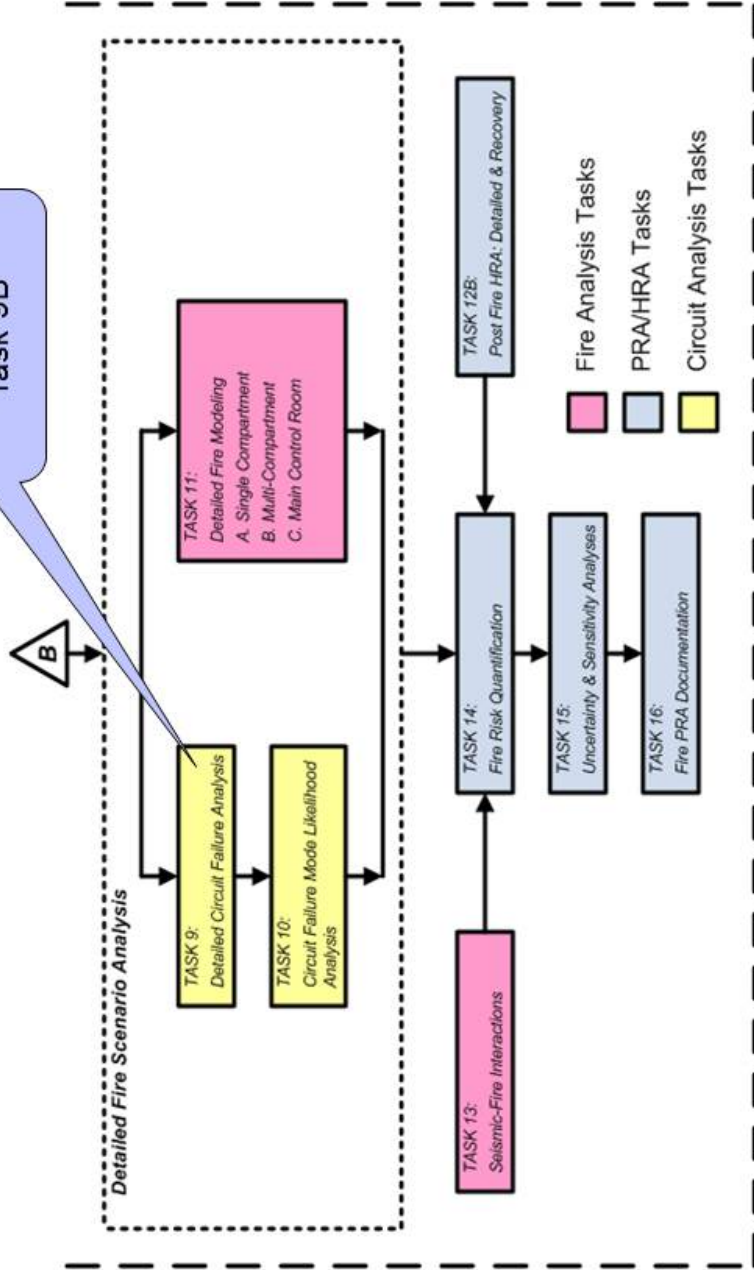 Task 9B
B
Detailed Fire Scenario Analysis
TASK 9:
Detailed Circuit Failure Analysis
TASK 10:
Circuit Failure Mode Likelihood
Analysis
TASK 11:
Detailed Fire Modeling
A. Single Compartment
B. Multi-Compartment
C. Main Control Room
TASK 13:
Seismic-Fire Interactions
TASK 14:
Fire Risk Quantification
TASK 12B:
Post Fire HRA: Detailed & Recovery
TASK 15:
Uncertainty & Sensitivity Analyses
TASK 16:
Fire PRA Documentation
Fire Analysis Tasks
PRA/HRA Tasks
Circuit Analysis Tasks